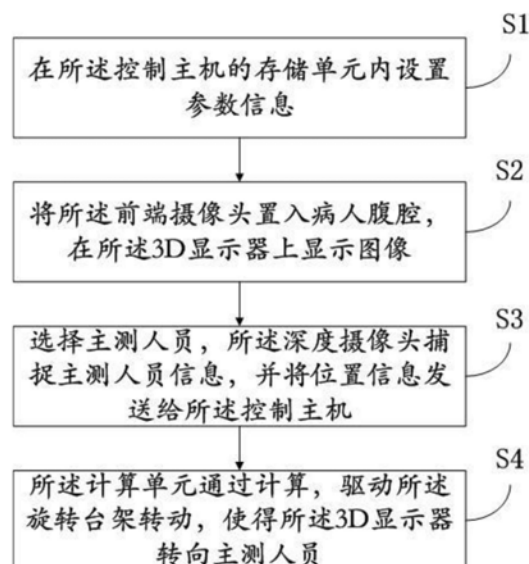 S1
在所述控制主机的存储单元内设置
参数信息
S2
将所述前端摄像头置入病人腹腔，
在所述3D显示器上显示图像
S3
选择主测人员，所述深度摄像头捕
捉主测人员信息，并将位置信息发
送给所述控制主机
S4
所述计算单元通过计算，驱动所述
旋转台架转动，使得所述3D显示器
转向主测人员